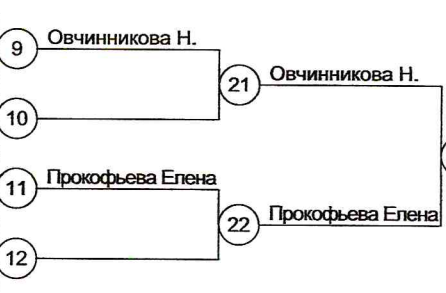 9 Овчинникова Н.
21 Овчинникова Н.
10
11 Прокофьева Елена
22 Прокофьева Елена
12